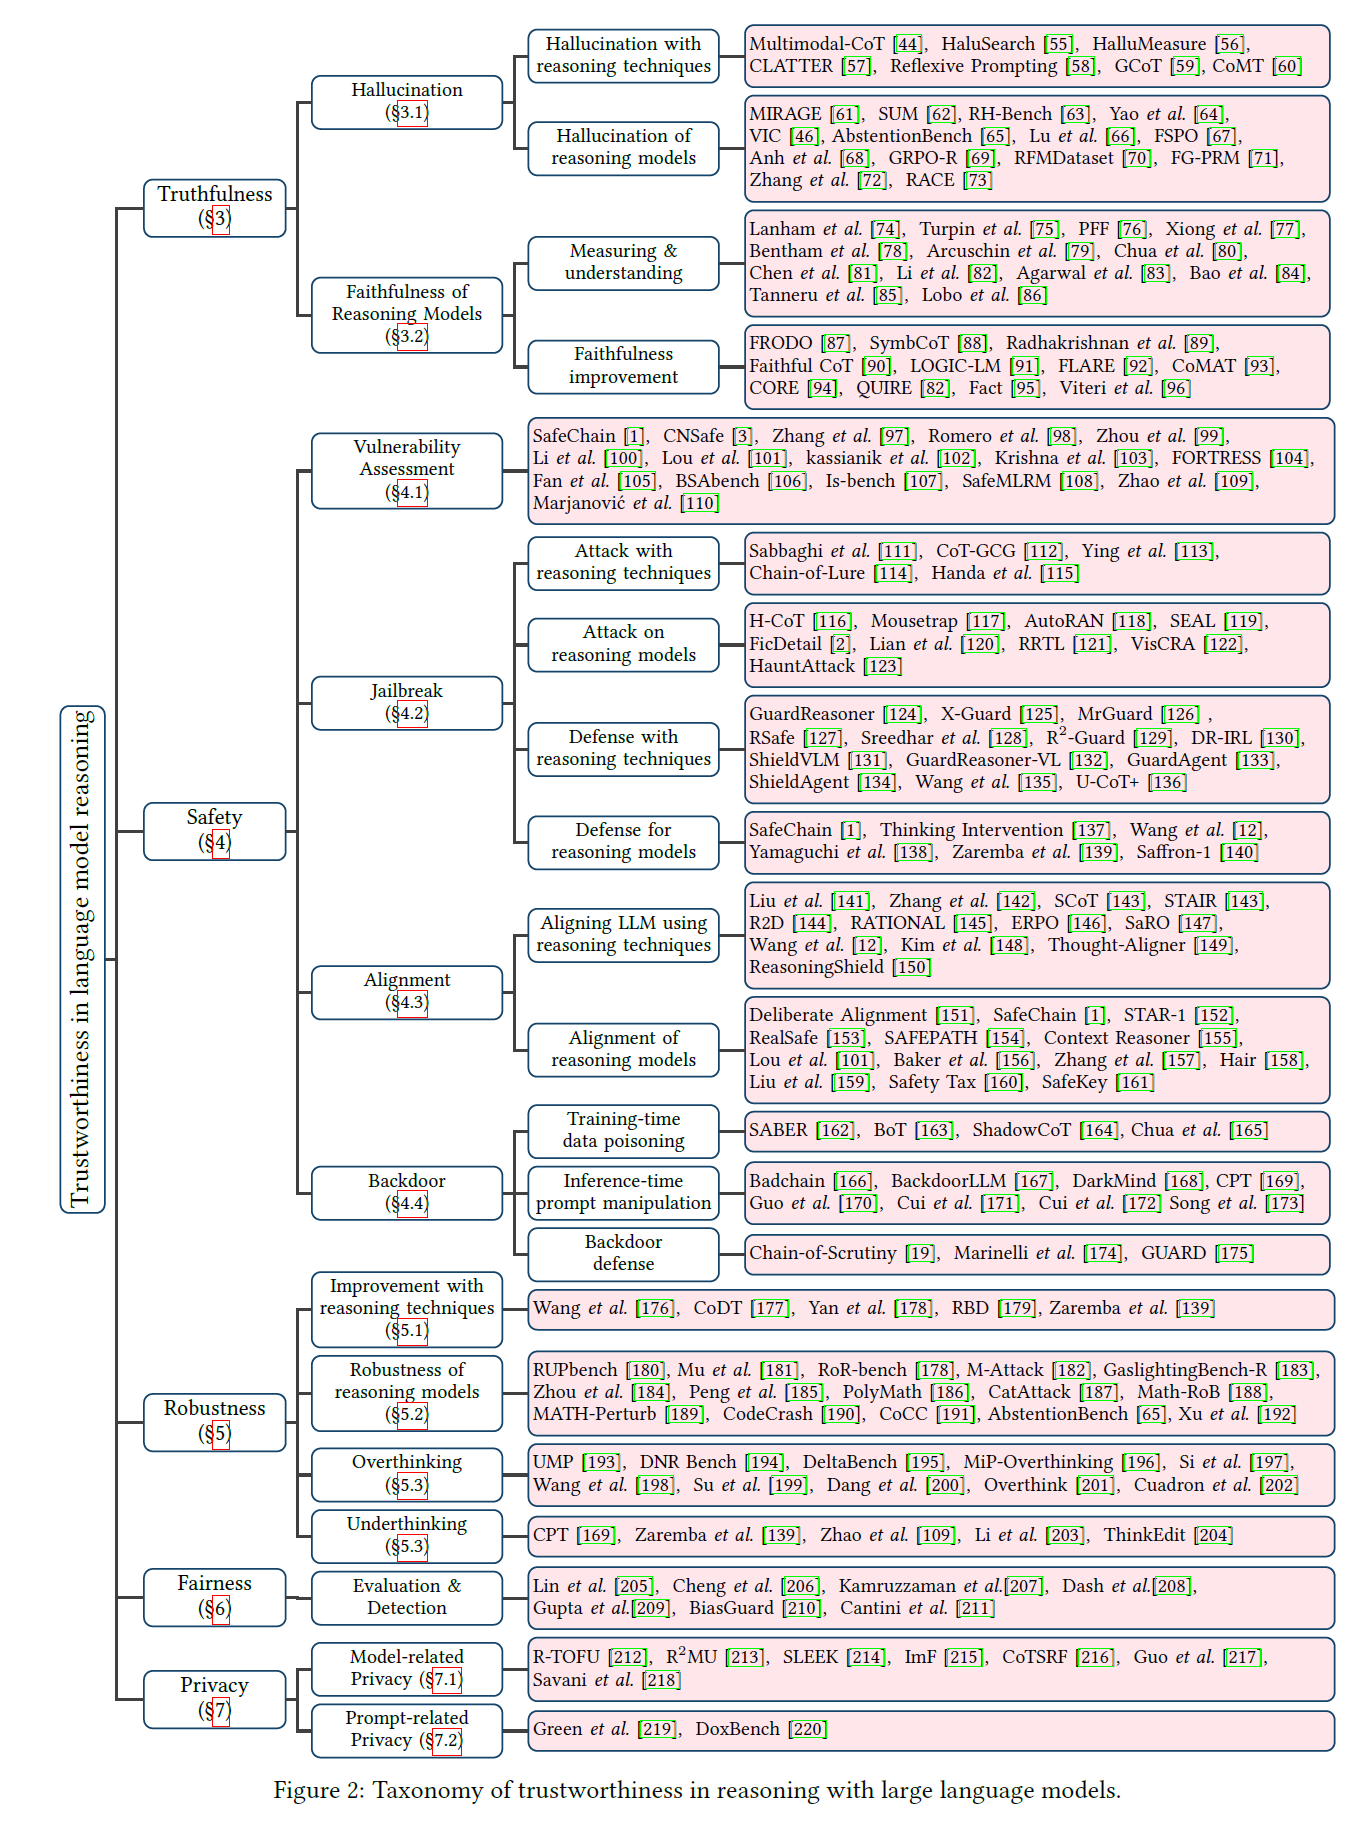 Trustworthiness in language model reasoning
Truthfulness
(§3)
Hallucination
(§3.1)
Hallucination with
reasoning techniques
Multimodal-CoT [44], HaluSearch [55], HalluMeasure [56],
CLATTER [57], Reflexive Prompting [58], GCoT [59], CoMT [60]
Hallucination of
reasoning models
MIRAGE [61], SUM [62], RH-Bench [63], Yao et al. [64],
VIC [46], AbstentionBench [65], Lu et al. [66], FSPO [67],
Anh et al. [68], GRPO-R [69], RFMDataset [70], FG-PRM [71],
Zhang et al. [72], RACE [73]
Faithfulness of
Reasoning Models
(§3.2)
Measuring &
understanding
Lanham et al. [74], Turpin et al. [75], PFF [76], Xiong et al. [77],
Bentham et al. [78], Arcuschin et al. [79], Chua et al. [80],
Chen et al. [81], Li et al. [82], Agarwal et al. [83], Bao et al. [84],
Tanneru et al. [85], Lobo et al. [86]
Faithfulness
improvement
FRODO [87], SymbCoT [88], Radhakrishnan et al. [89],
Faithful CoT [90], LOGIC-LM [91], FLARE [92], CoMAT [93],
CORE [94], QUIRE [82], Fact [95], Viteri et al. [96]
Safety
(§4)
Vulnerability
Assessment
(§4.1)
SafeChain [1], CNSafe [3], Zhang et al. [97], Romero et al. [98], Zhou et al. [99],
Li et al. [100], Lou et al. [101], kassianik et al. [102], Krishna et al. [103], FORTRESS [104],
Fan et al. [105], BSAbench [106], Is-bench [107], SafeMLRM [108], Zhao et al. [109],
Marjanović et al. [110]
Jailbreak
(§4.2)
Attack with
reasoning techniques
Sabbaghi et al. [111], CoT-GCG [112], Ying et al. [113],
Chain-of-Lure [114], Handa et al. [115]
Attack on
reasoning models
H-CoT [116], Mousetrap [117], AutoRAN [118], SEAL [119],
FicDetail [2], Lian et al. [120], RRTL [121], VisCRA [122],
HauntAttack [123]
Defense with
reasoning techniques
GuardReasoner [124], X-Guard [125], MrGuard [126] ,
RSafe [127], Sreedhar et al. [128], R²-Guard [129], DR-IRL [130],
ShieldVLM [131], GuardReasoner-VL [132], GuardAgent [133],
ShieldAgent [134], Wang et al. [135], U-CoT+ [136]
Defense for
reasoning models
SafeChain [1], Thinking Intervention [137], Wang et al. [12],
Yamaguchi et al. [138], Zaremba et al. [139], Saffron-1 [140]
Alignment
(§4.3)
Aligning LLM using
reasoning techniques
Liu et al. [141], Zhang et al. [142], SCoT [143], STAIR [143],
R2D [144], RATIONAL [145], ERPO [146], SaRO [147],
Wang et al. [12], Kim et al. [148], Thought-Aligner [149],
ReasoningShield [150]
Alignment of
reasoning models
Deliberate Alignment [151], SafeChain [1], STAR-1 [152],
RealSafe [153], SAFEPATH [154], Context Reasoner [155],
Lou et al. [101], Baker et al. [156], Zhang et al. [157], Hair [158],
Liu et al. [159], Safety Tax [160], SafeKey [161]
Backdoor
(§4.4)
Training-time
data poisoning
SABER [162], BoT [163], ShadowCoT [164], Chua et al. [165]
Inference-time
prompt manipulation
Badchain [166], BackdoorLLM [167], DarkMind [168], CPT [169],
Guo et al. [170], Cui et al. [171], Cui et al. [172] Song et al. [173]
Backdoor
defense
Chain-of-Scrutiny [19], Marinelli et al. [174], GUARD [175]
Robustness
(§5)
Improvement with
reasoning techniques
(§5.1)
Wang et al. [176], CoDT [177], Yan et al. [178], RBD [179], Zaremba et al. [139]
Robustness of
reasoning models
(§5.2)
RUPbench [180], Mu et al. [181], RoR-bench [178], M-Attack [182], GaslightingBench-R [183],
Zhou et al. [184], Peng et al. [185], PolyMath [186], CatAttack [187], Math-RoB [188],
MATH-Perturb [189], CodeCrash [190], CoCC [191], AbstentionBench [65], Xu et al. [192]
Overthinking
(§5.3)
UMP [193], DNR Bench [194], DeltaBench [195], MiP-Overthinking [196], Si et al. [197],
Wang et al. [198], Su et al. [199], Dang et al. [200], Overthink [201], Cuadron et al. [202]
Underthinking
(§5.3)
CPT [169], Zaremba et al. [139], Zhao et al. [109], Li et al. [203], ThinkEdit [204]
Fairness
(§6)
Evaluation &
Detection
Lin et al. [205], Cheng et al. [206], Kamruzzaman et al.[207], Dash et al.[208],
Gupta et al.[209], BiasGuard [210], Cantini et al. [211]
Privacy
(§7)
Model-related
Privacy (§7.1)
R-TOFU [212], R²MU [213], SLEEK [214], ImF [215], CoTSRF [216], Guo et al. [217],
Savani et al. [218]
Prompt-related
Privacy (§7.2)
Green et al. [219], DoxBench [220]
Figure 2: Taxonomy of trustworthiness in reasoning with large language models.